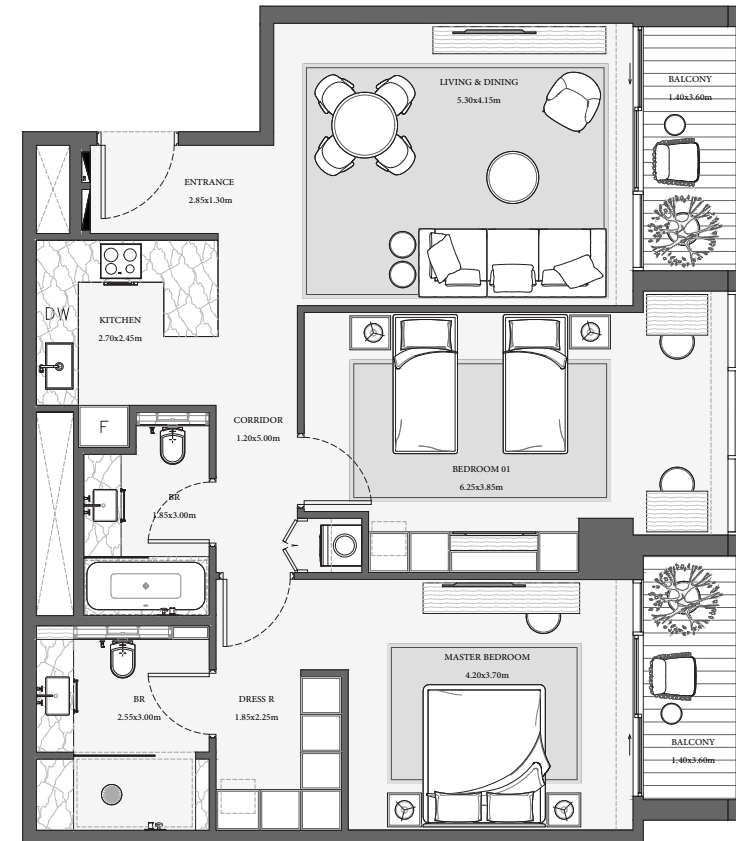 LIVING & DINING
5.30x4.15m
BALCONY
1.40x3.60m
ENTRANCE
2.85x1.30m
DW
KITCHEN
2.70x2.45m
F
CORRIDOR
1.20x5.00m
BEDROOM 01
6.25x3.85m
BR
1.85x3.00m
MASTER BEDROOM
4.20x3.70m
BR
2.55x3.00m
DRESS R
1.85x2.25m
BALCONY
1.40x3.60m